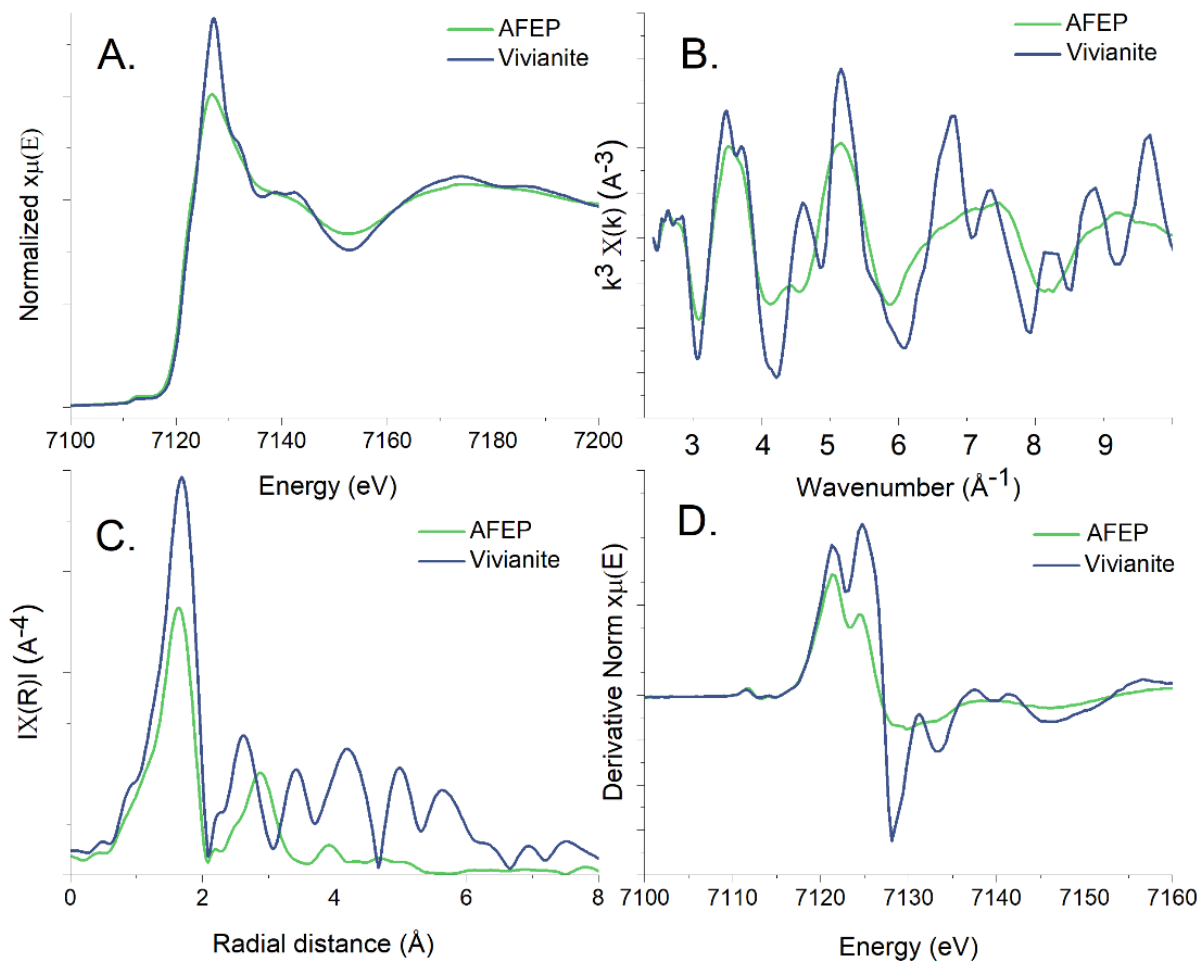 A.
AFEP
Vivianite
Normalized xμ(E)
7100 7120 7140 7160 7180 7200
Energy (eV)
B.
AFEP
Vivianite
k³ X(k) (A⁻³)
3 4 5 6 7 8 9
Wavenumber (Å⁻¹)
C.
AFEP
Vivianite
IX(R)I (A⁻⁴)
0 2 4 6 8
Radial distance (Å)
D.
AFEP
Vivianite
Derivative Norm xμ(E)
7100 7110 7120 7130 7140 7150 7160
Energy (eV)